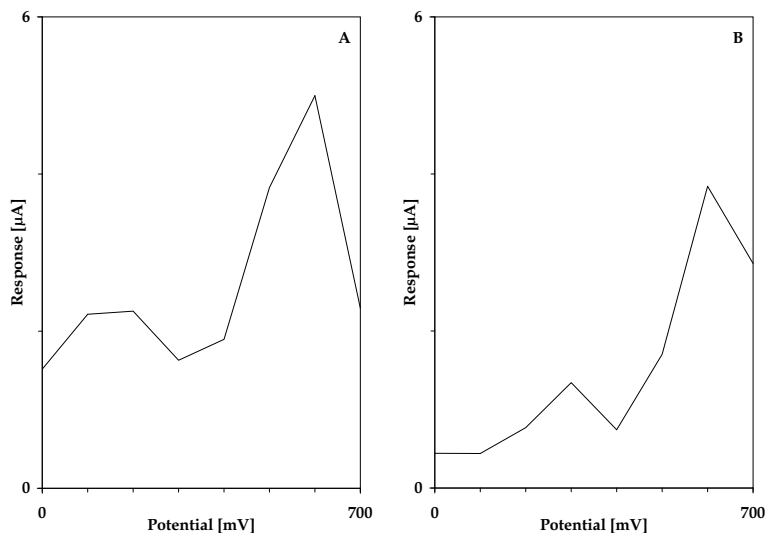 6
A
Response [µA]
0
0
700
Potential [mV]
6
B
Response [µA]
0
0
700
Potential [mV]